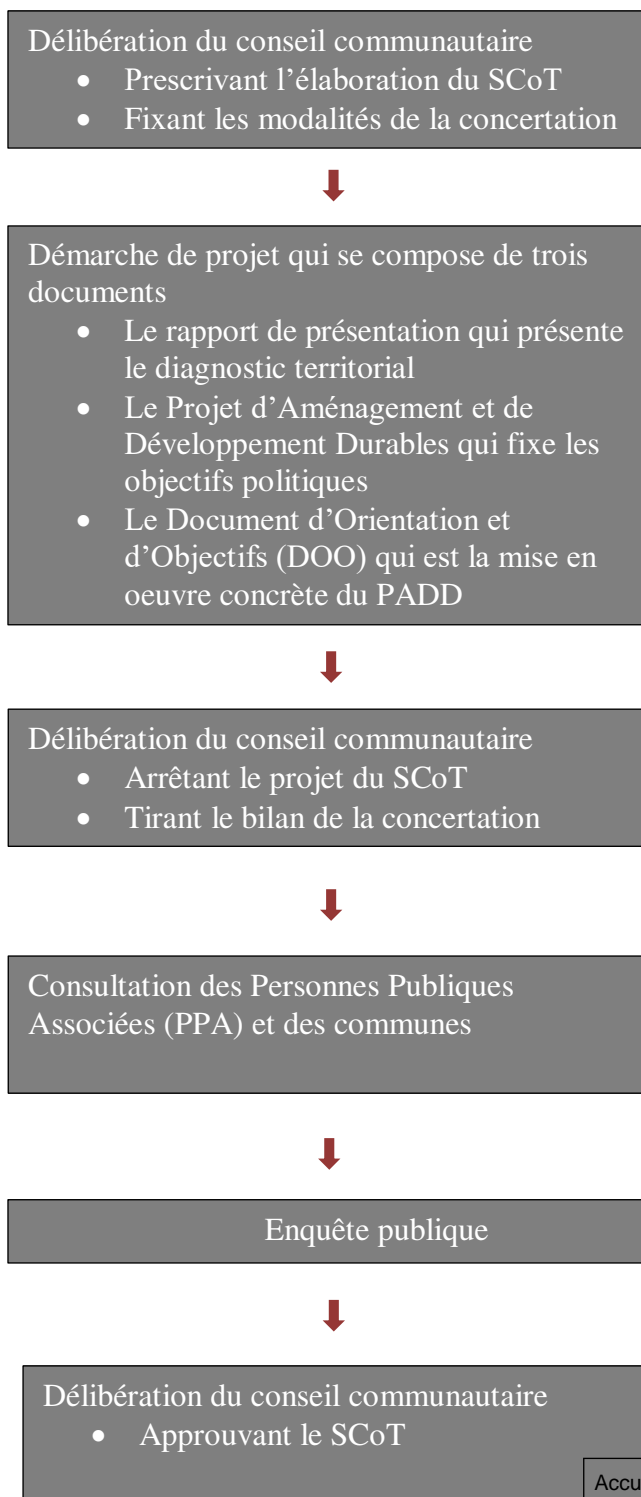 Délibération du conseil communautaire
• Prescrivant l’élaboration du SCoT
• Fixant les modalités de la concertation
Démarche de projet qui se compose de trois
documents
• Le rapport de présentation qui présente
le diagnostic territorial
• Le Projet d’Aménagement et de
Développement Durables qui fixe les
objectifs politiques
• Le Document d’Orientation et
d’Objectifs (DOO) qui est la mise en
oeuvre concrète du PADD
Délibération du conseil communautaire
• Arrêtant le projet du SCoT
• Tirant le bilan de la concertation
Consultation des Personnes Publiques
Associées (PPA) et des communes
Enquête publique
Délibération du conseil communautaire
• Approuvant le SCoT
Accu